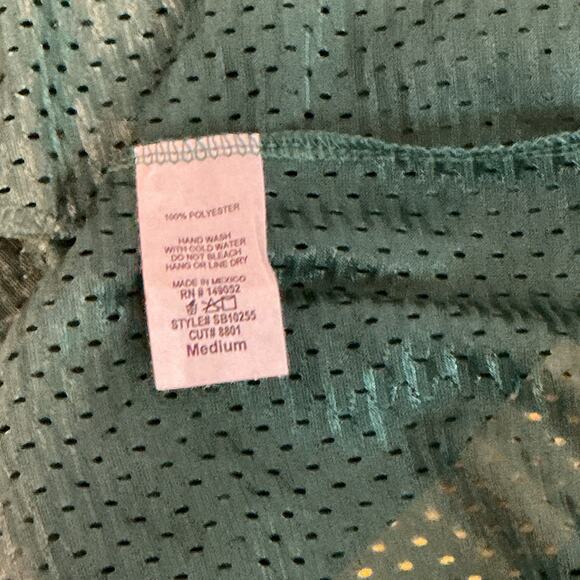 100% POLYESTER
HAND WASH
WITH COLD WATER
DO NOT BLEACH
HANG OR LINE DRY
MADE IN MEXICO
RN # 149052
STYLE# SB10255
CUT# 8801
Medium